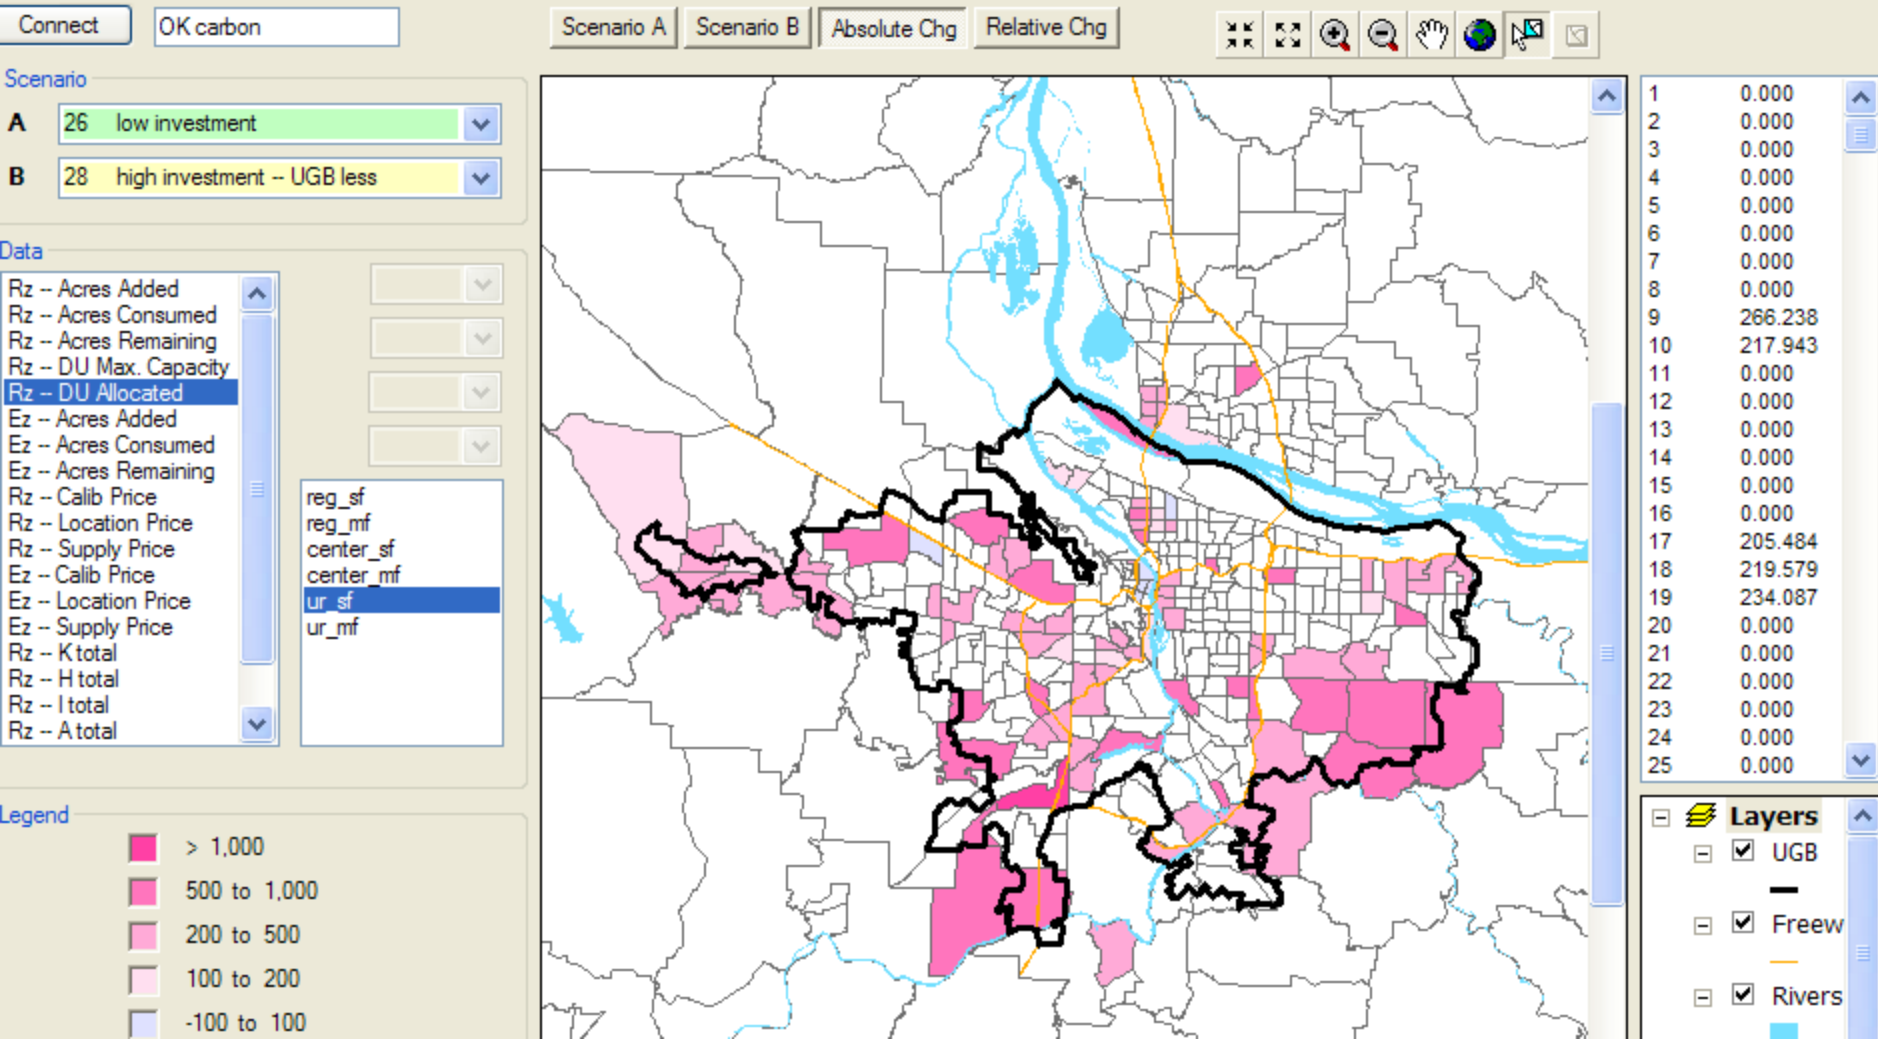 Connect
OK carbon
Scenario A
Scenario B
Absolute Chg
Relative Chg
Scenario
A 26 low investment
B 28 high investment -- UGB less
Data
Rz -- Acres Added
Rz -- Acres Consumed
Rz -- Acres Remaining
Rz -- DU Max. Capacity
Rz -- DU Allocated
Ez -- Acres Added
Ez -- Acres Consumed
Ez -- Acres Remaining
Rz -- Calib Price
Rz -- Location Price
Rz -- Supply Price
Ez -- Calib Price
Ez -- Location Price
Ez -- Supply Price
Rz -- K total
Rz -- H total
Rz -- I total
Rz -- A total
reg_sf
reg_mf
center_sf
center_mf
ur_sf
ur_mf
Legend
> 1,000
500 to 1,000
200 to 500
100 to 200
-100 to 100
1 0.000
2 0.000
3 0.000
4 0.000
5 0.000
6 0.000
7 0.000
8 0.000
9 266.238
10 217.943
11 0.000
12 0.000
13 0.000
14 0.000
15 0.000
16 0.000
17 205.484
18 219.579
19 234.087
20 0.000
21 0.000
22 0.000
23 0.000
24 0.000
25 0.000
Layers
UGB
Freew
Rivers